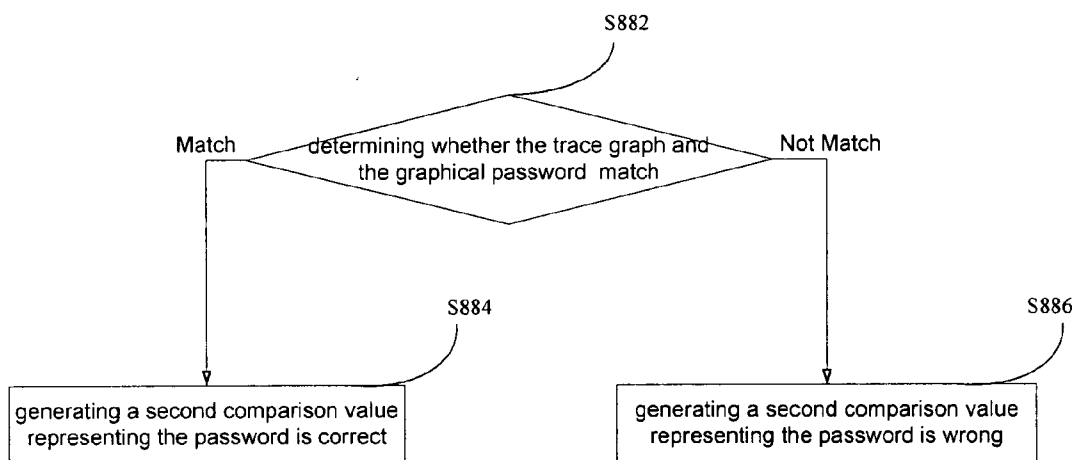 S882
Match
determining whether the trace graph and
the graphical password match
Not Match
S884
S886
generating a second comparison value
representing the password is correct
generating a second comparison value
representing the password is wrong